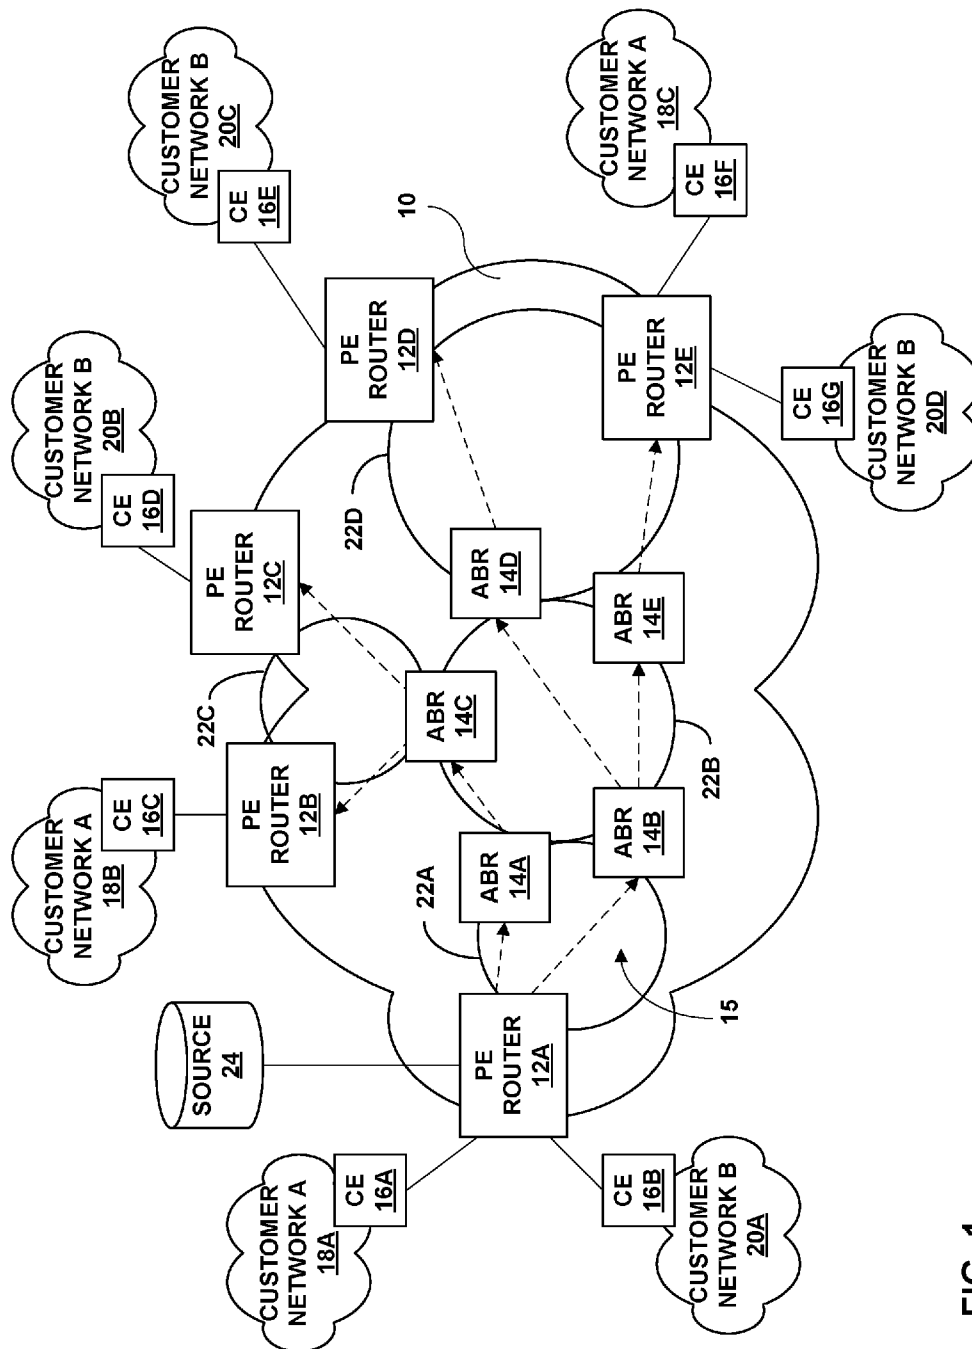 CUSTOMER
NETWORK A
18A
CE
16A
CUSTOMER
NETWORK B
20A
CE
16B
SOURCE
24
PE
ROUTER
12A
15
22A
ABR
14A
ABR
14B
22B
CUSTOMER
NETWORK A
18B
CE
16C
PE
ROUTER
12B
22C
ABR
14C
CUSTOMER
NETWORK B
20B
CE
16D
PE
ROUTER
12C
22D
ABR
14D
ABR
14E
CUSTOMER
NETWORK B
20C
CE
16E
PE
ROUTER
12D
10
PE
ROUTER
12E
CE
16F
CUSTOMER
NETWORK A
18C
CE
16G
CUSTOMER
NETWORK B
20D
FIG. 1